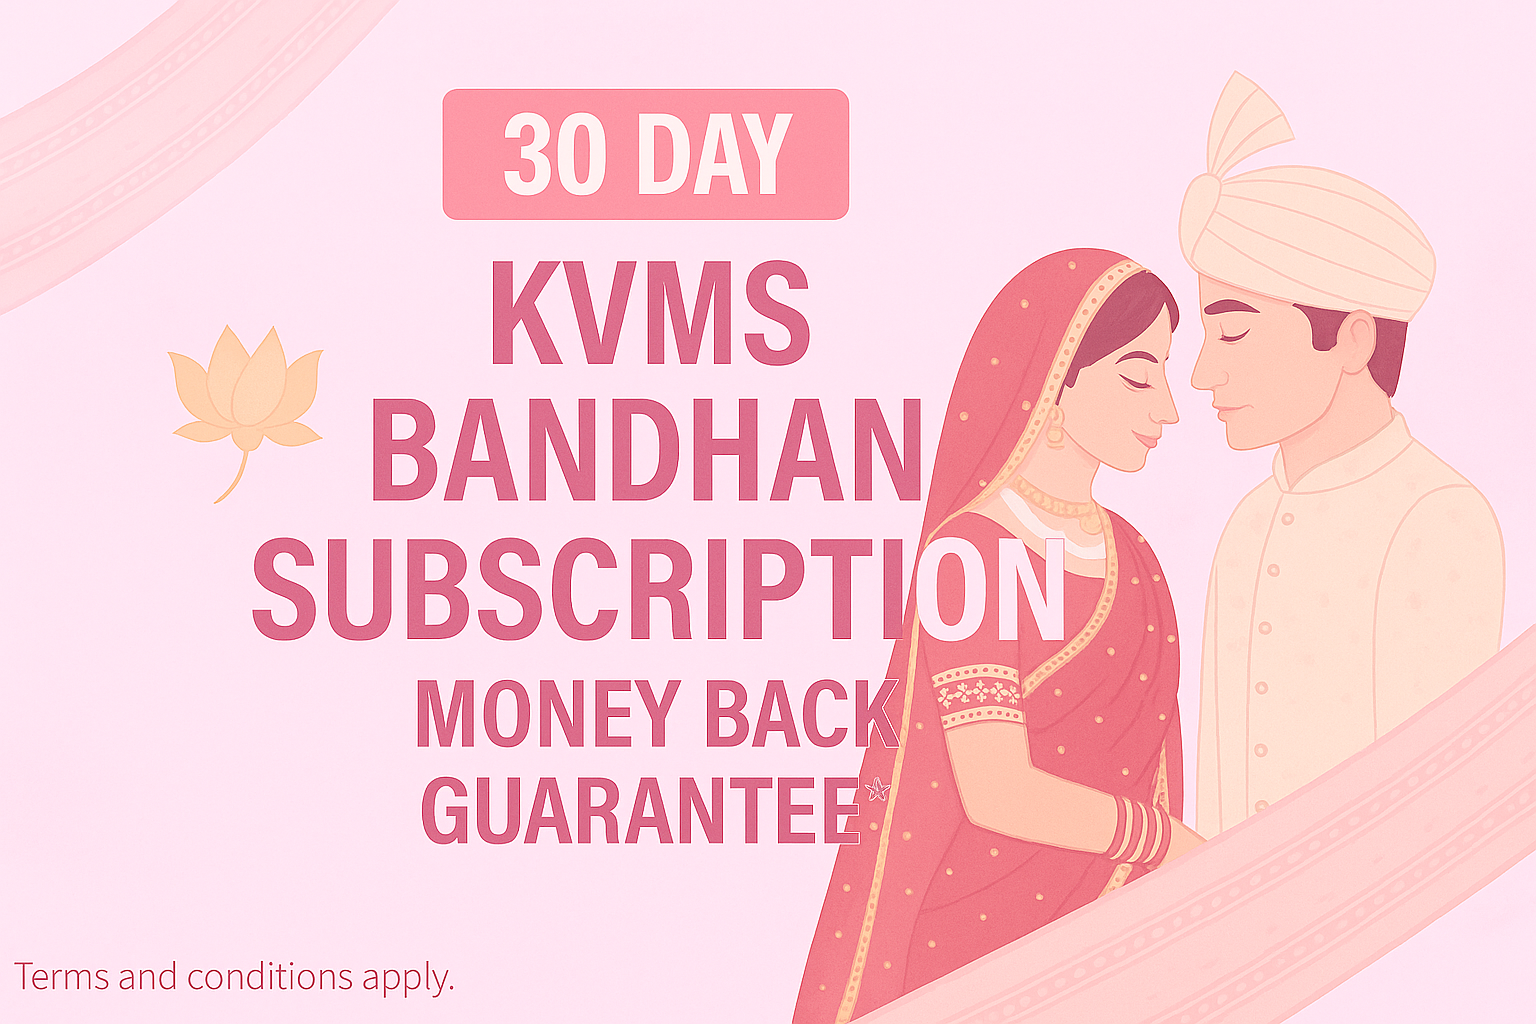 30 DAY
KVMS
BANDHAN
SUBSCRIPTION
MONEY BACK
GUARANTEE*
Terms and conditions apply.